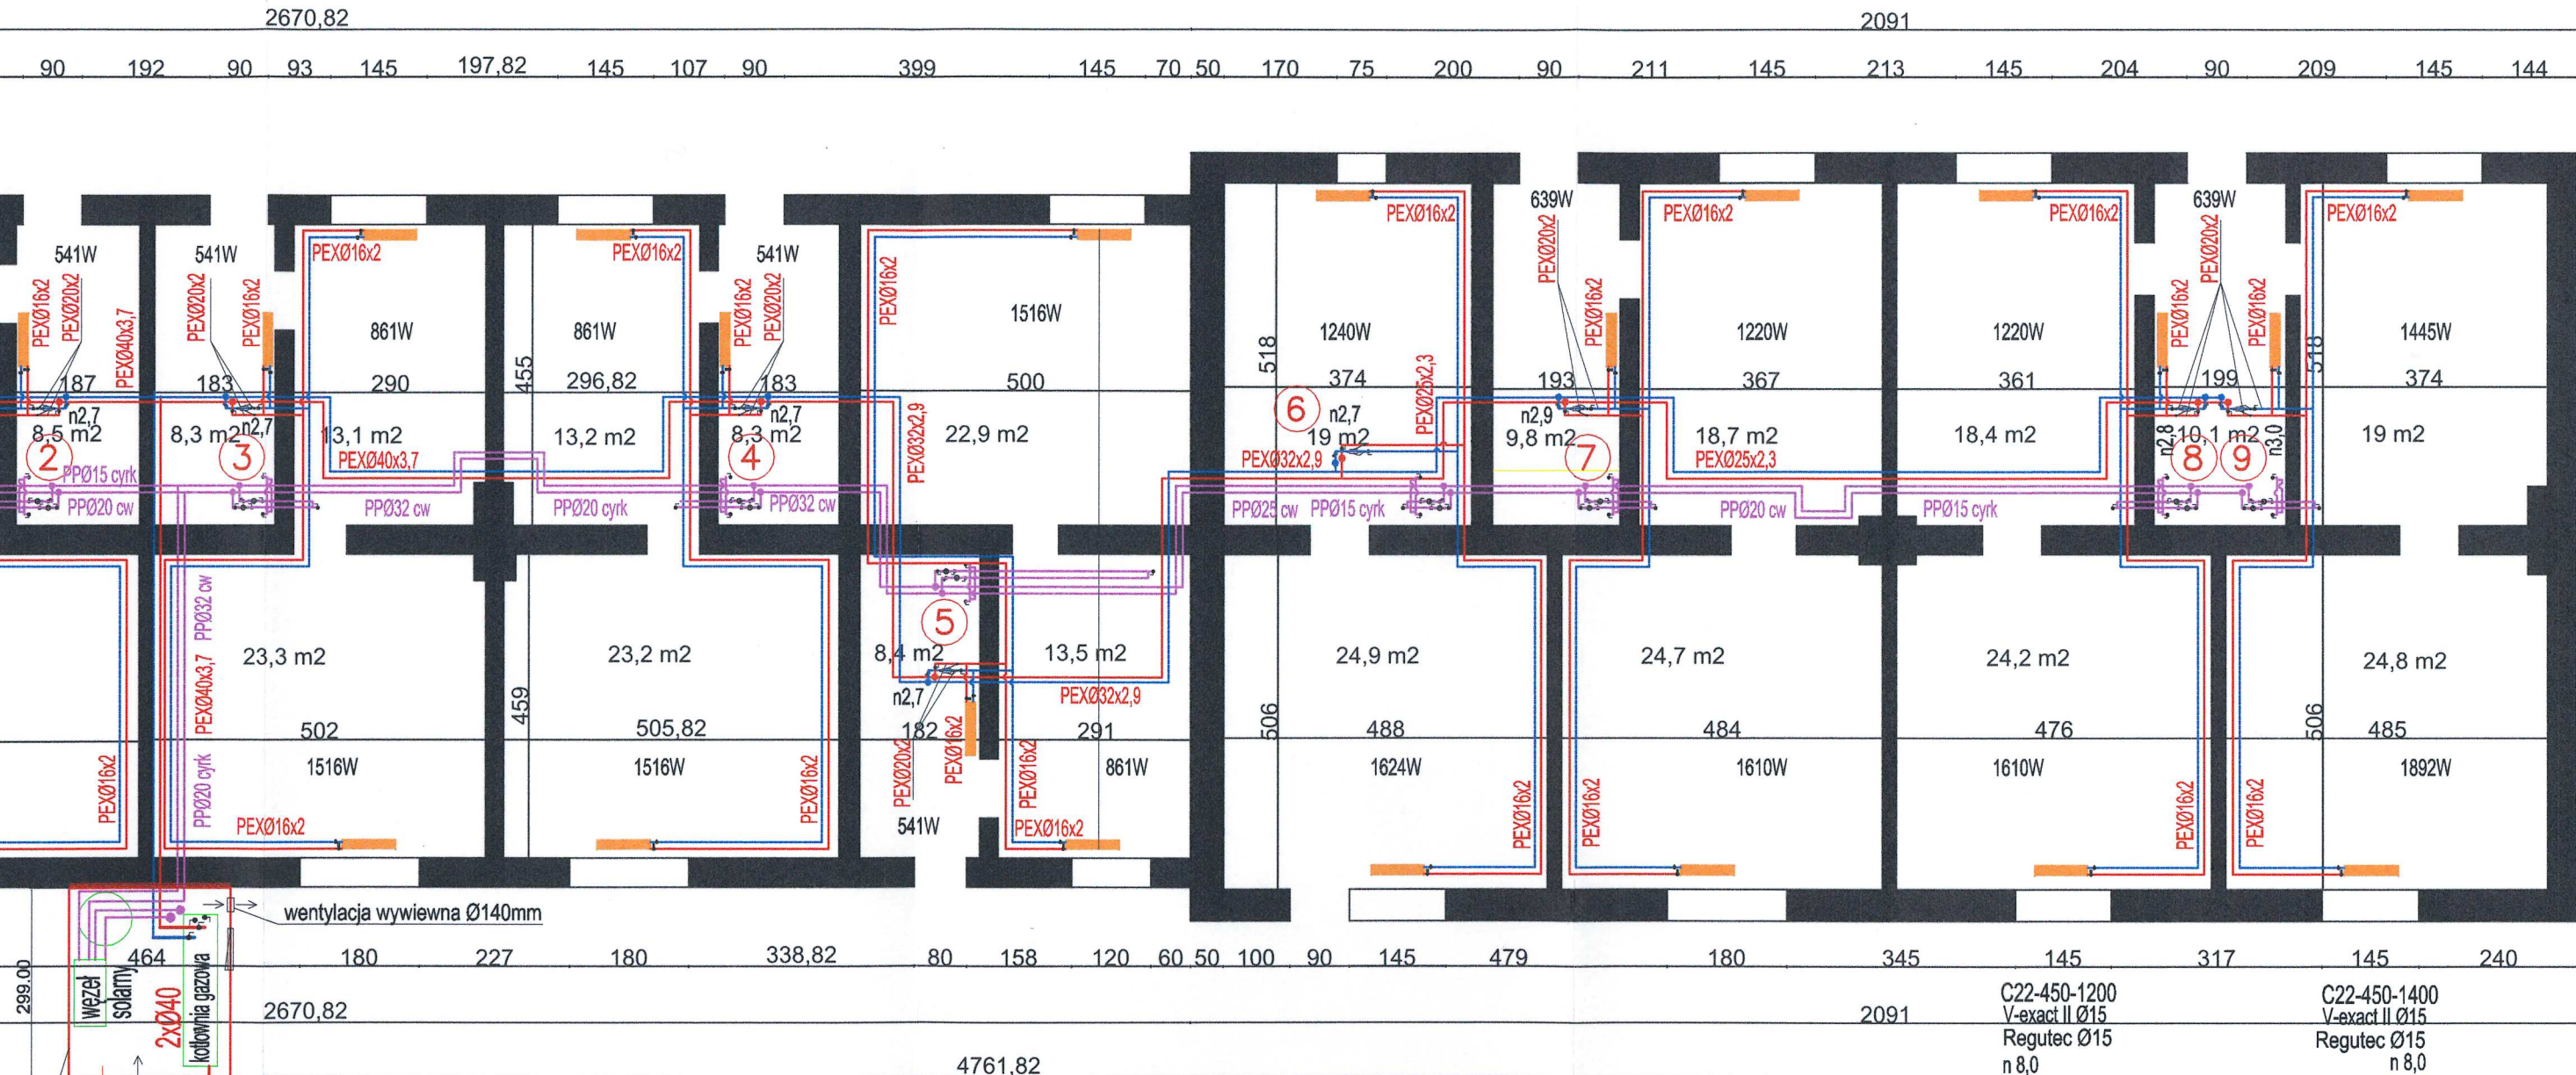 2670,82
2091
90 192 90 93 145 197,82 145 107 90 399 145 70 50 170 75 200 90 211 145 213 145 204 90 209 145 144
639W
639W
PEXØ20x2
PEXØ20x2
PEXØ16x2
PEXØ16x2
PEXØ16x2
PEXØ16x2
541W
541W
PEXØ16x2
PEXØ16x2
541W
PEXØ16x2
PEXØ20x2
PEXØ40x3,7
PEXØ20x2
PEXØ16x2
PEXØ16x2
PEXØ20x2
PEXØ16x2
PEXØ16x2
PEXØ16x2
PEXØ16x2
861W
861W
1516W
1240W
1220W
1220W
1445W
455
518
518
PEXØ25x2,3
187
183
290
296,82
183
500
374
193
367
361
199
374
n2,7
n2,7
n2,7
n2,7
n2,9
n2,8
n3,0
8,5 m2
8,3 m2
13,1 m2
13,2 m2
8,3 m2
22,9 m2
19 m2
9,8 m2
18,7 m2
18,4 m2
10,1 m2
19 m2
2
3
4
6
7
8
9
PEXØ40x3,7
PEXØ32x2,9
PEXØ32x2,9
PEXØ25x2,3
PPØ15 cyrk
PPØ20 cw
PPØ32 cw
PPØ20 cyrk
PPØ32 cw
PPØ25 cw
PPØ15 cyrk
PPØ20 cw
PPØ15 cyrk
PPØ32 cw
PEXØ40x3,7
PPØ20 cyrk
5
23,3 m2
23,2 m2
8,4 m2
13,5 m2
24,9 m2
24,7 m2
24,2 m2
24,8 m2
n2,7
PEXØ32x2,9
459
506
506
502
505,82
182
291
488
484
476
485
1516W
1516W
861W
1624W
1610W
1610W
1892W
PEXØ16x2
PEXØ16x2
PEXØ20x2
PEXØ16x2
PEXØ16x2
PEXØ16x2
PEXØ16x2
PEXØ16x2
PEXØ16x2
PEXØ16x2
541W
PEXØ16x2
wentylacja wywiewna Ø140mm
464 180 227 180 338,82 80 158 120 60 50 100 90 145 479 180 345 145 317 145 240
299.00
węzeł
solarny
2xØ40
kotłownia gazowa
2670,82
2091
C22-450-1200
V-exact II Ø15
Regutec Ø15
n 8,0
C22-450-1400
V-exact II Ø15
Regutec Ø15
n 8,0
4761,82